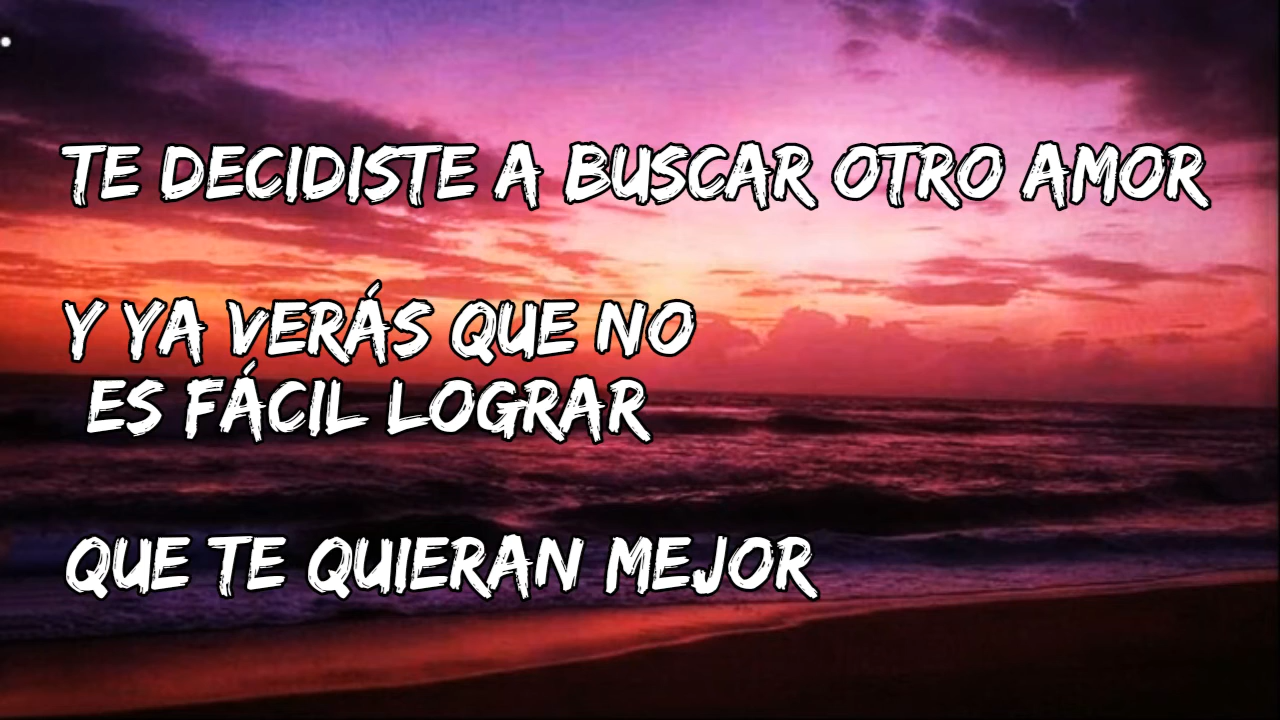 TE DECIDISTE A BUSCAR OTRO AMOR
Y YA VERÁS QUE NO
ES FÁCIL LOGRAR
QUE TE QUIERAN MEJOR